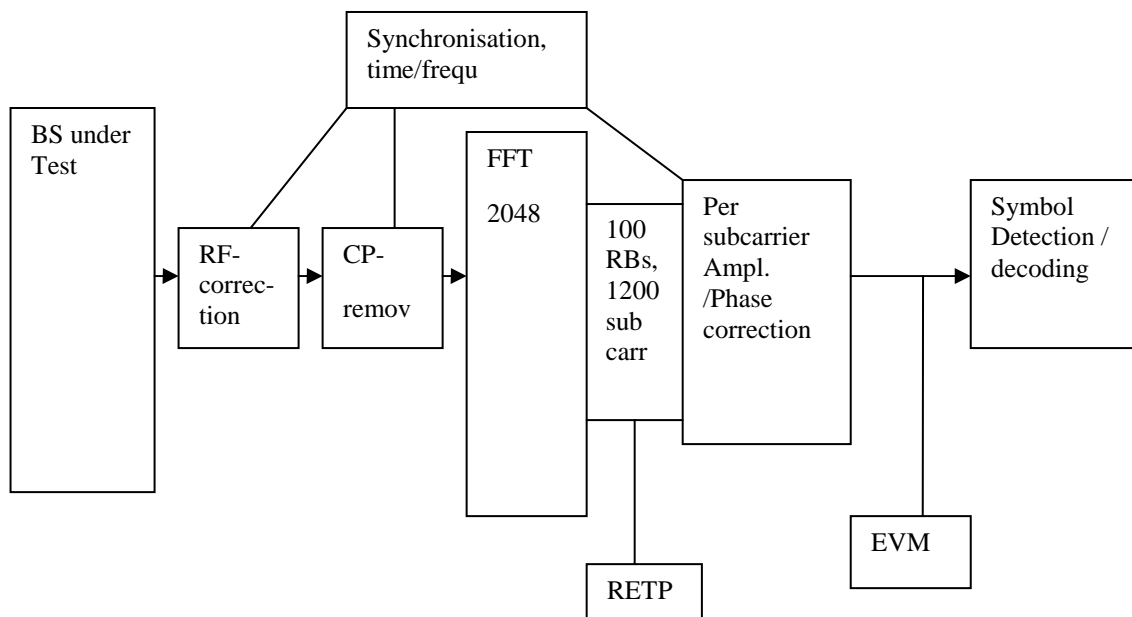 Synchronisation,
time/frequ
BS under
Test
RF-
correc-
tion
CP-
remov
FFT
2048
100
RBs,
1200
sub
carr
Per
subcarrier
Ampl.
/Phase
correction
Symbol
Detection /
decoding
EVM
RETP